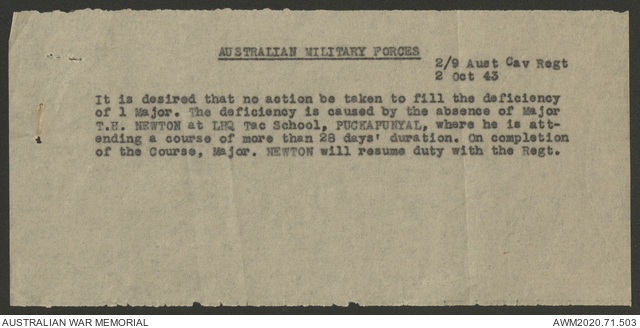 AUSTRALIAN MILITARY FORCES
2/9 Aust Cav Regt
2 Oct 43
It is desired that no action be taken to fill the deficiency
of 1 Major. The deficiency is caused by the absence of Major
T.H. NEWTON at LHQ Tac School, PUCKAPUNYAL, where he is att-
ending a course of more than 28 days' duration. On completion
of the Course, Major. NEWTON will resume duty with the Regt.
AUSTRALIAN WAR MEMORIAL
AWM2020.71.503